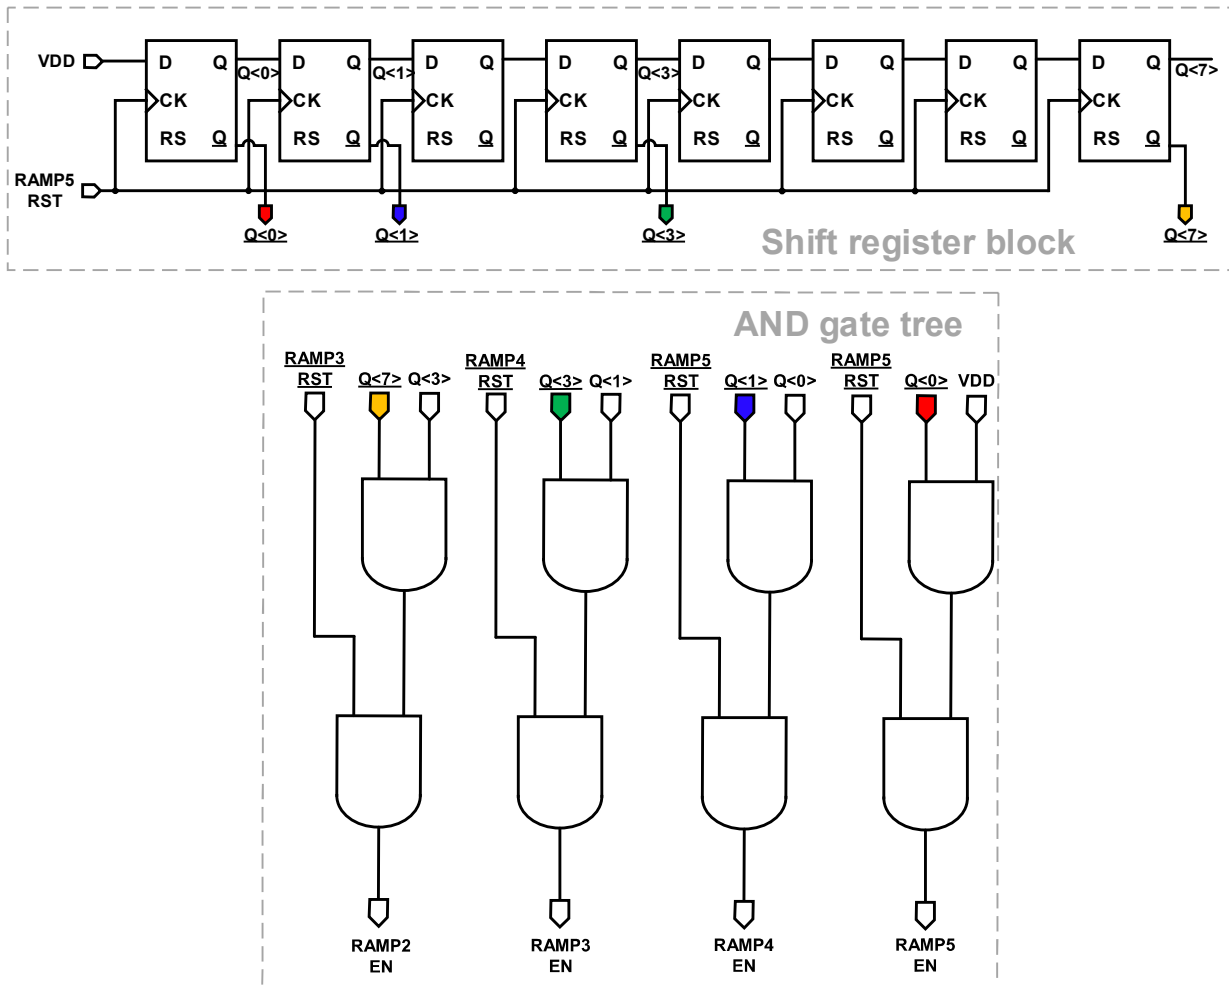 VDD
D Q Q<0> D Q Q<1> D Q D Q Q<3> D Q D Q D Q D Q Q<7>
CK CK CK CK CK CK CK CK
RS Q RS Q RS Q RS Q RS Q RS Q RS Q RS Q
RAMP5
RST
Q<0> Q<1> Q<3> Q<7>
Shift register block
AND gate tree
RAMP3
RST
Q<7>
Q<3>
RAMP4
RST
Q<3>
Q<1>
RAMP5
RST
Q<1>
Q<0>
RAMP5
RST
Q<0>
VDD
RAMP2
EN
RAMP3
EN
RAMP4
EN
RAMP5
EN